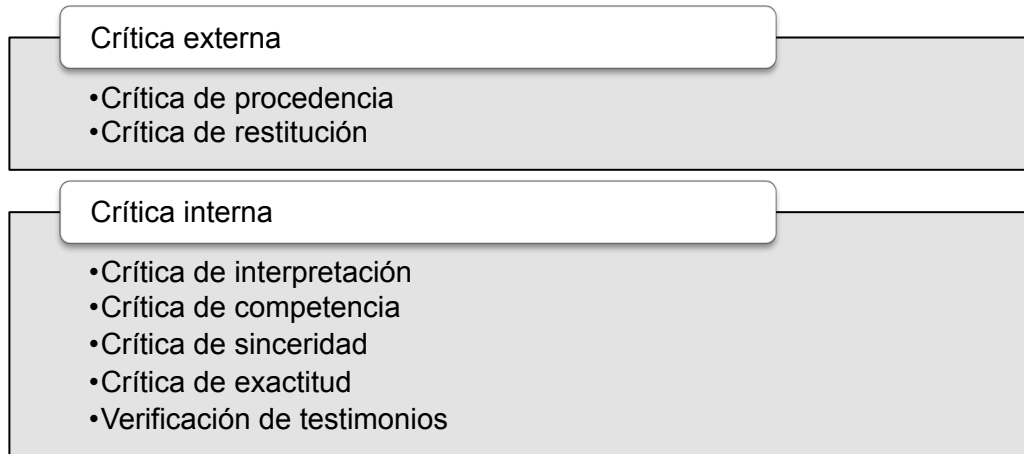 Crítica externa
•Crítica de procedencia
•Crítica de restitución
Crítica interna
•Crítica de interpretación
•Crítica de competencia
•Crítica de sinceridad
•Crítica de exactitud
•Verificación de testimonios